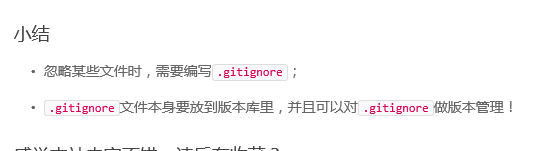 小结
• 忽略某些文件时，需要编写.gitignore；
• .gitignore文件本身要放到版本库里，并且可以对.gitignore做版本管理！